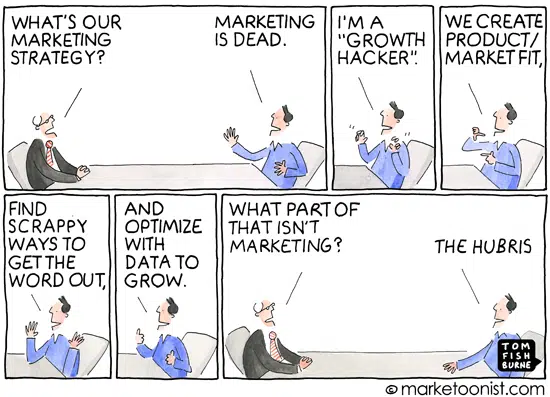 WHAT'S OUR
MARKETING
STRATEGY?
MARKETING
IS DEAD.
I'M A
"GROWTH
HACKER".
WE CREATE
PRODUCT/
MARKET FIT,
FIND
SCRAPPY
WAYS TO
GET THE
WORD OUT,
AND
OPTIMIZE
WITH
DATA TO
GROW.
WHAT PART OF
THAT ISN'T
MARKETING?
THE HUBRIS
TOM
FISH
BURNE
© marketoonist.com